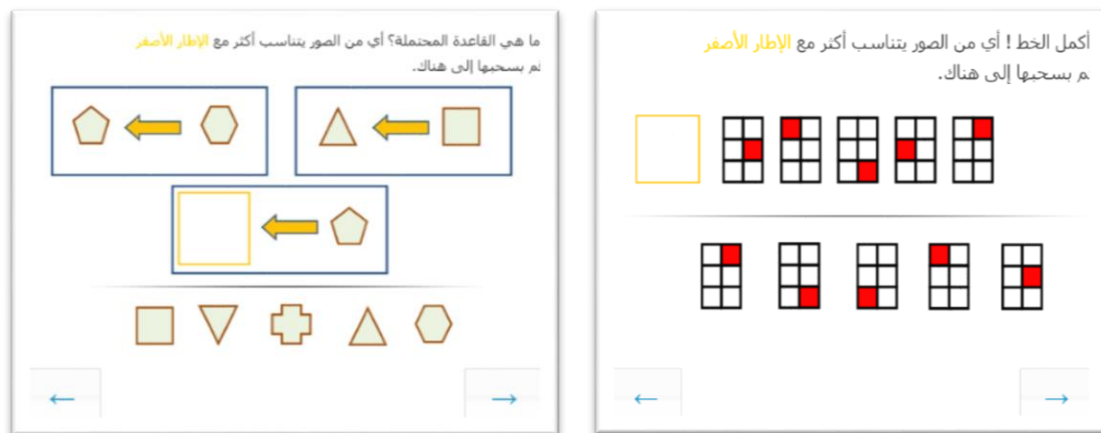 ما هي القاعدة المحتملة؟ أي من الصور يتناسب أكثر مع الإطار الأصفر
ثم بسحبها إلى هناك.
أكمل الخط ! أي من الصور يتناسب أكثر مع الإطار الأصفر
م بسحبها إلى هناك.